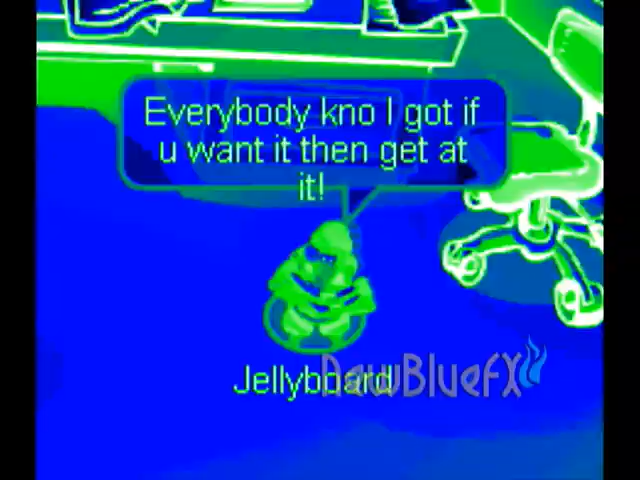 Everybody kno I got if
u want it then get at
it!
Jellyboard
NewBlueFX